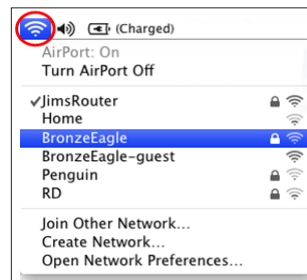 (Charged)
AirPort: On
Turn AirPort Off
✓JimsRouter
Home
BronzeEagle
BronzeEagle-guest
Penguin
RD
Join Other Network...
Create Network...
Open Network Preferences...